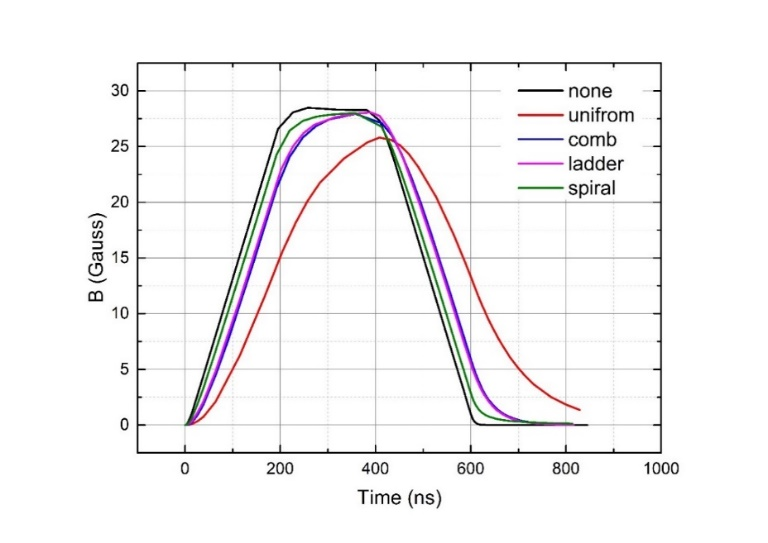 none
unifrom
comb
ladder
spiral
B (Gauss)
30
25
20
15
10
5
0
0 200 400 600 800 1000
Time (ns)